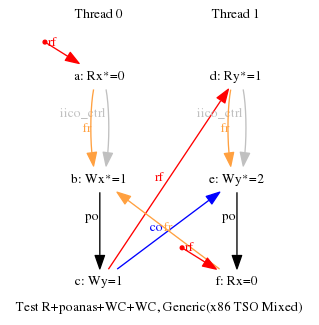 Thread 0 Thread 1
rf
a: Rx*=0 d: Ry*=1
iico_ctrl iico_ctrl
fr fr
rf
b: Wx*=1 e: Wy*=2
po po
co fr
rf
c: Wy=1 f: Rx=0
Test R+poanas+WC+WC, Generic(x86 TSO Mixed)